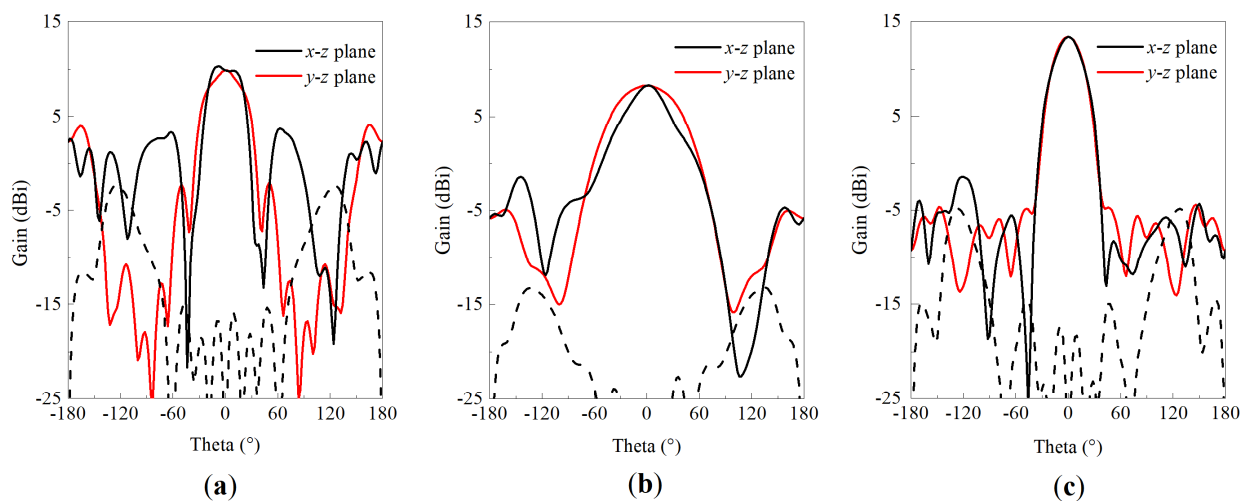 15
x-z plane
y-z plane
5
-5
-15
-25
Gain (dBi)
-180 -120 -60 0 60 120 180
Theta (°)
(a)
15
x-z plane
y-z plane
5
-5
-15
-25
Gain (dBi)
-180 -120 -60 0 60 120 180
Theta (°)
(b)
15
x-z plane
y-z plane
5
-5
-15
-25
Gain (dBi)
-180 -120 -60 0 60 120 180
Theta (°)
(c)